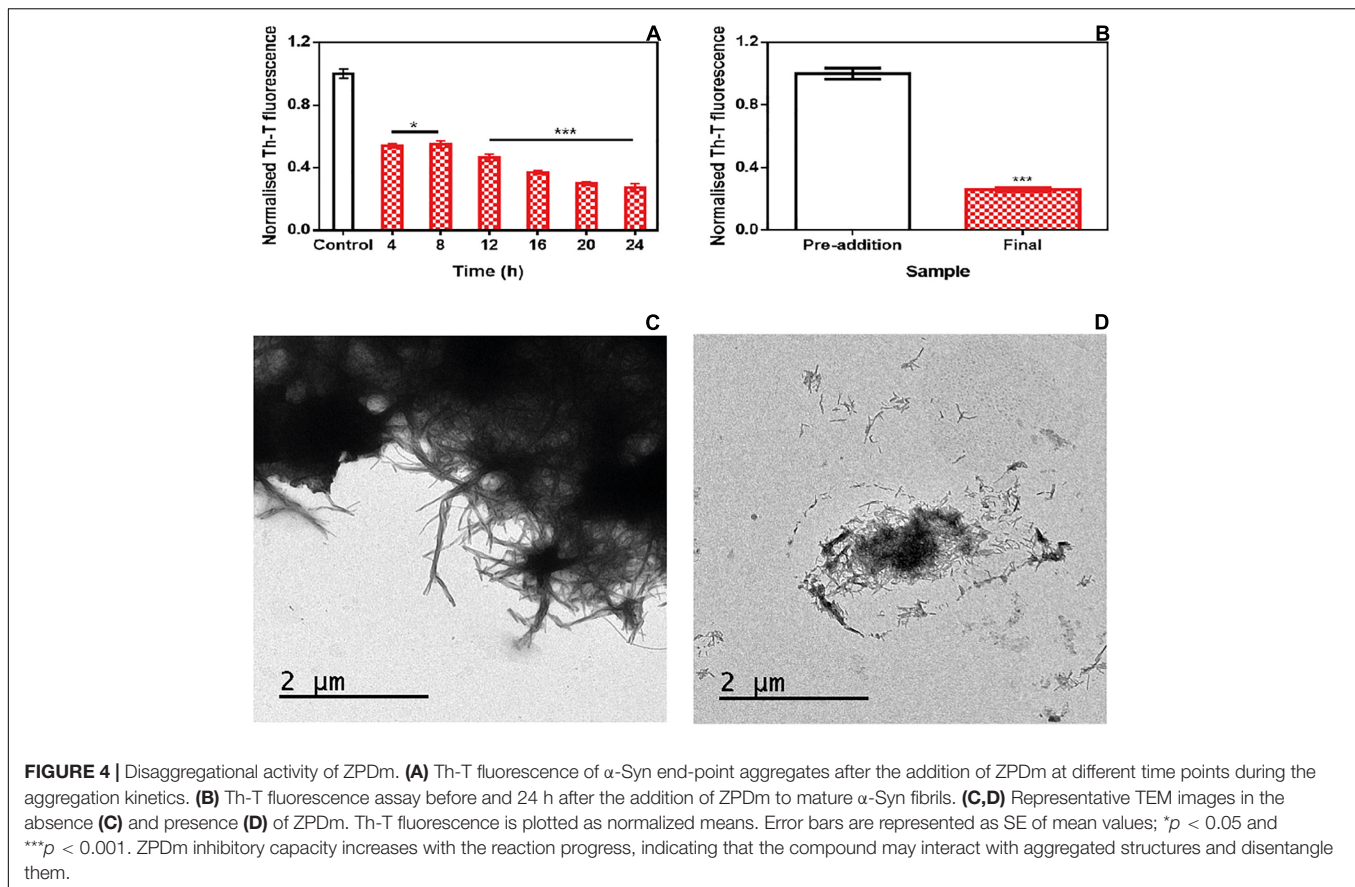 A
Normalised Th-T fluorescence
1.2
0.8
0.4
0.0
*
***
Control 4 8 12 16 20 24
Time (h)
B
Normalised Th-T fluorescence
1.2
0.8
0.4
0.0
***
Pre-addition Final
Sample
C
2 µm
D
2 µm
FIGURE 4 | Disaggregational activity of ZPDm. (A) Th-T fluorescence of α-Syn end-point aggregates after the addition of ZPDm at different time points during the
aggregation kinetics. (B) Th-T fluorescence assay before and 24 h after the addition of ZPDm to mature α-Syn fibrils. (C,D) Representative TEM images in the
absence (C) and presence (D) of ZPDm. Th-T fluorescence is plotted as normalized means. Error bars are represented as SE of mean values; *p < 0.05 and
***p < 0.001. ZPDm inhibitory capacity increases with the reaction progress, indicating that the compound may interact with aggregated structures and disentangle
them.